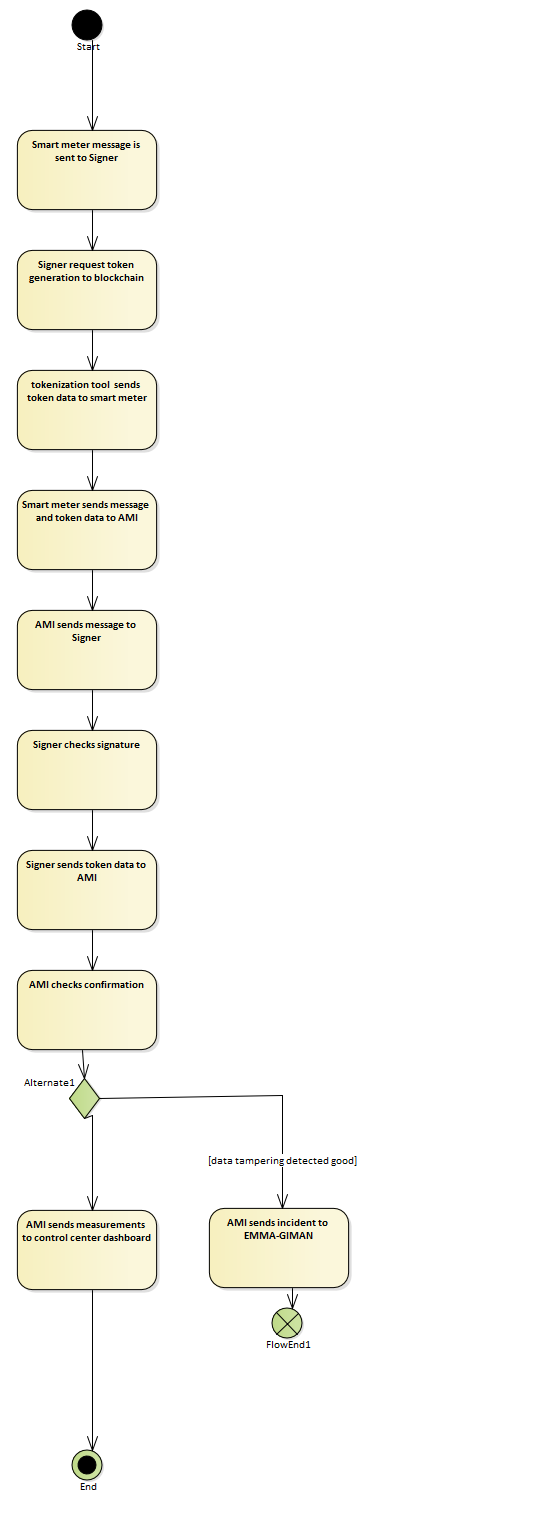 Start
Smart meter message is
sent to Signer
Signer request token
generation to blockchain
tokenization tool  sends
token data to smart meter
Smart meter sends message
and token data to AMI
AMI sends message to
Signer
Signer checks signature
Signer sends token data to
AMI
AMI checks confirmation
Alternate1
[data tampering detected good]
AMI sends measurements
to control center dashboard
AMI sends incident to
EMMA-GIMAN
FlowEnd1
End